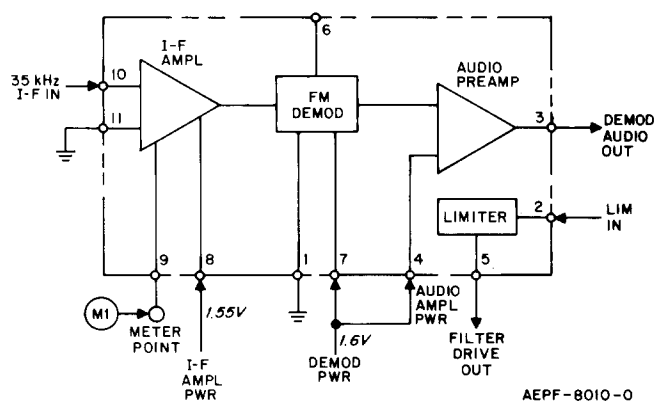 6
I-F
AMPL
AUDIO
PREAMP
35 kHz
I-F IN
10
11
FM
DEMOD
3
DEMOD
AUDIO
OUT
LIMITER
2
LIM
IN
9
8
1
7
4
5
M1
METER
POINT
1.55V
I-F
AMPL
PWR
1.6V
DEMOD
PWR
AUDIO
AMPL
PWR
FILTER
DRIVE
OUT
AEPF-8010-0